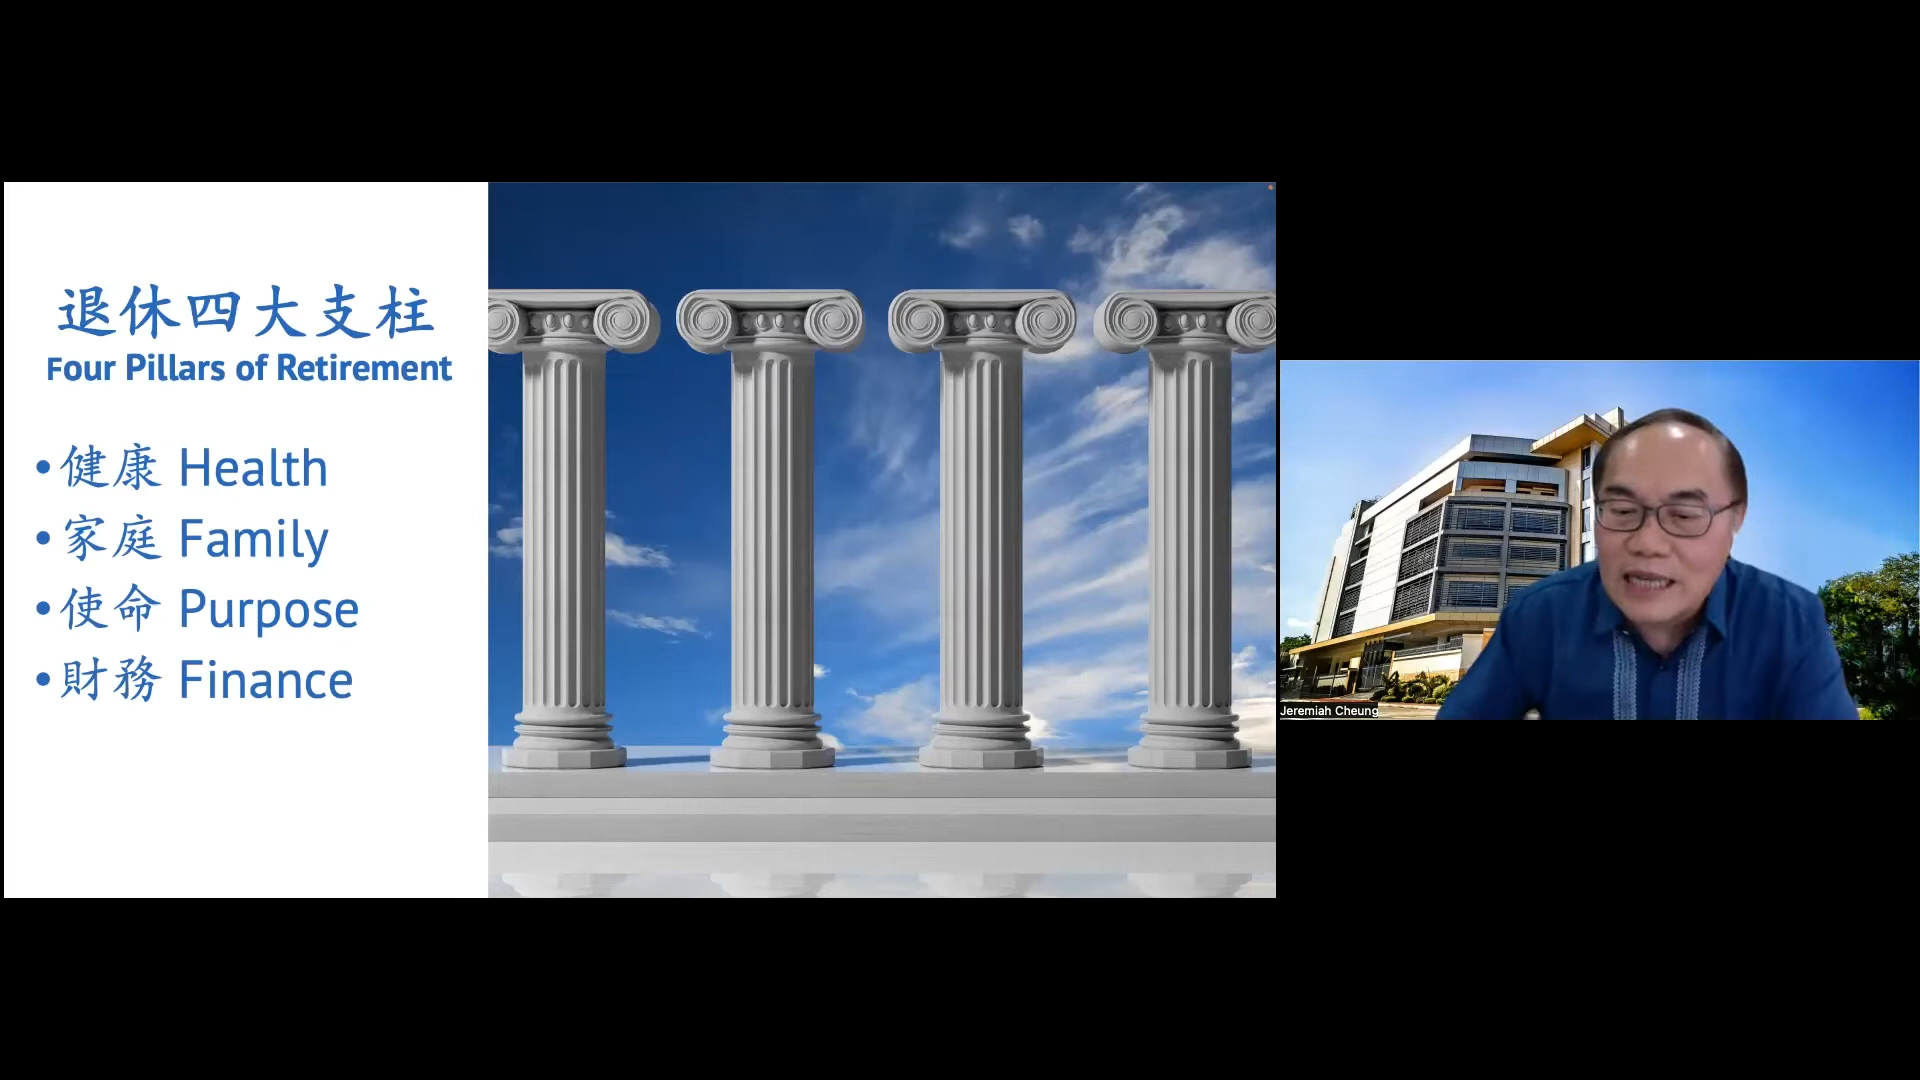 退休四大支柱
Four Pillars of Retirement
•健康 Health
•家庭 Family
•使命 Purpose
•財務 Finance
Jeremiah Cheung